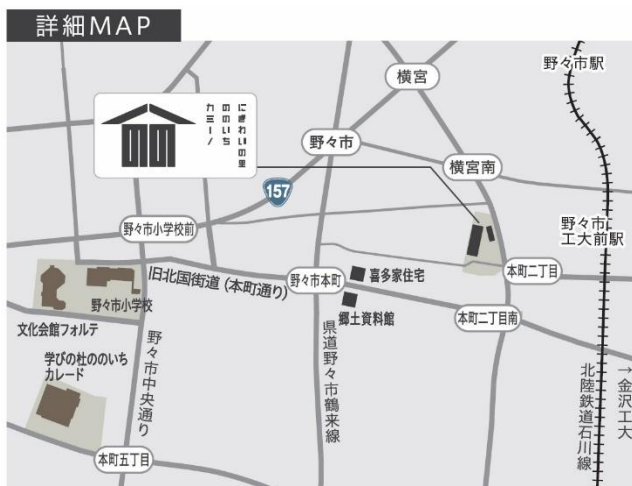 詳細MAP
にぎわいの里
ののいち
カミーノ
のの
野々市駅
横宮
野々市
横宮南
157
野々市小学校前
野々市
工大前駅
旧北国街道(本町通り)
野々市本町
喜多家住宅
本町二丁目
野々市小学校
郷土資料館
本町二丁目南
文化会館フォルテ
学びの杜ののいち
カレード
野々市中央通り
県道野々市鶴来線
北陸鉄道石川線
→金沢工大
本町五丁目